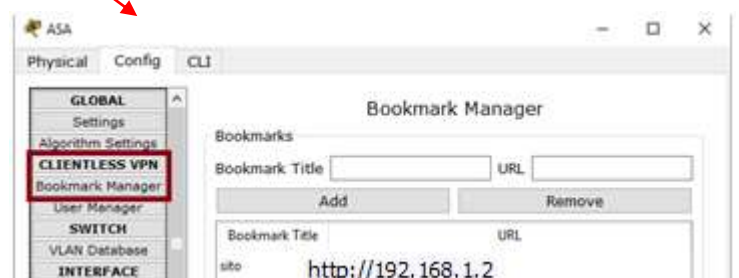 ASA
Physical Config CLI
GLOBAL
Settings
Algorithm Settings
CLIENTLESS VPN
Bookmark Manager
User Manager
SWITCH
VLAN Database
INTERFACE
Bookmark Manager
Bookmarks
Bookmark Title URL
Add Remove
Bookmark Title URL
sito http://192.168.1.2